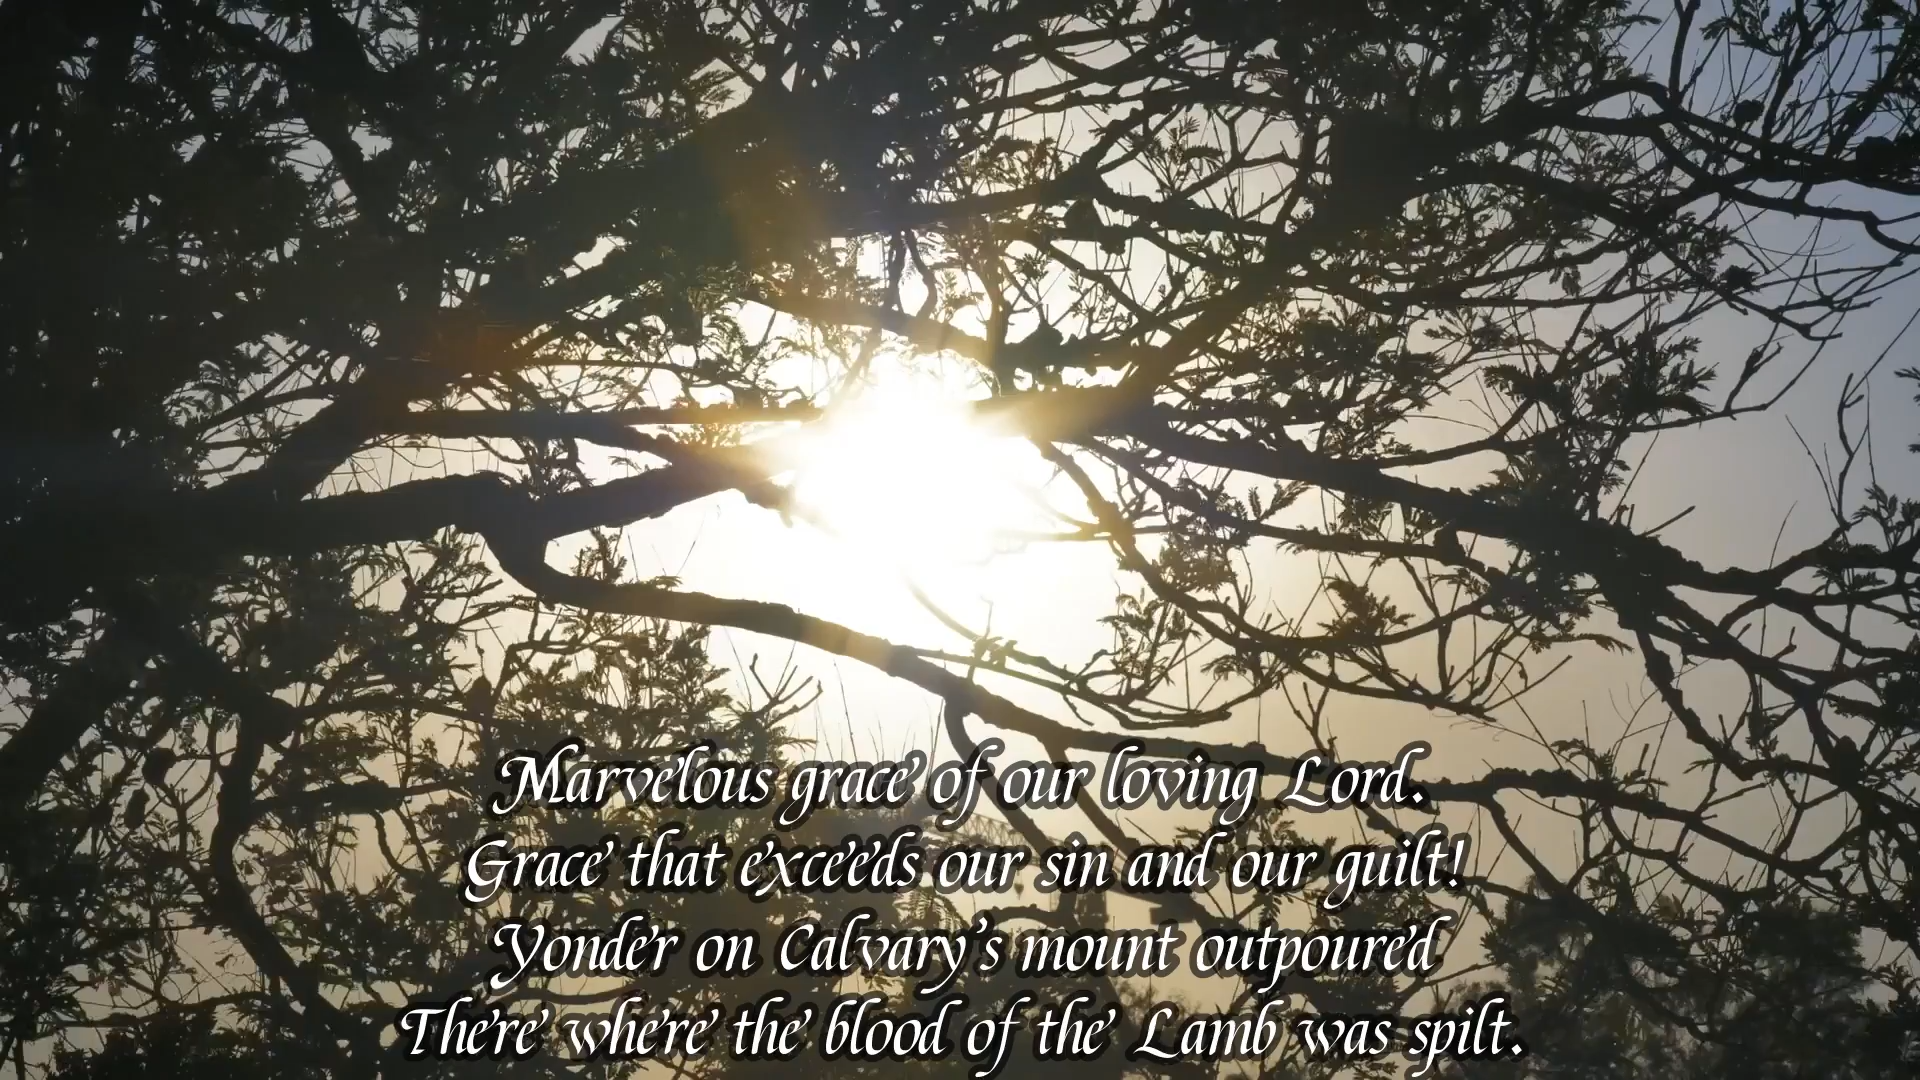 Marvelous grace of our loving Lord.
Grace that exceeds our sin and our guilt!
Yonder on Calvary's mount outpoured
There where the blood of the Lamb was spilt.